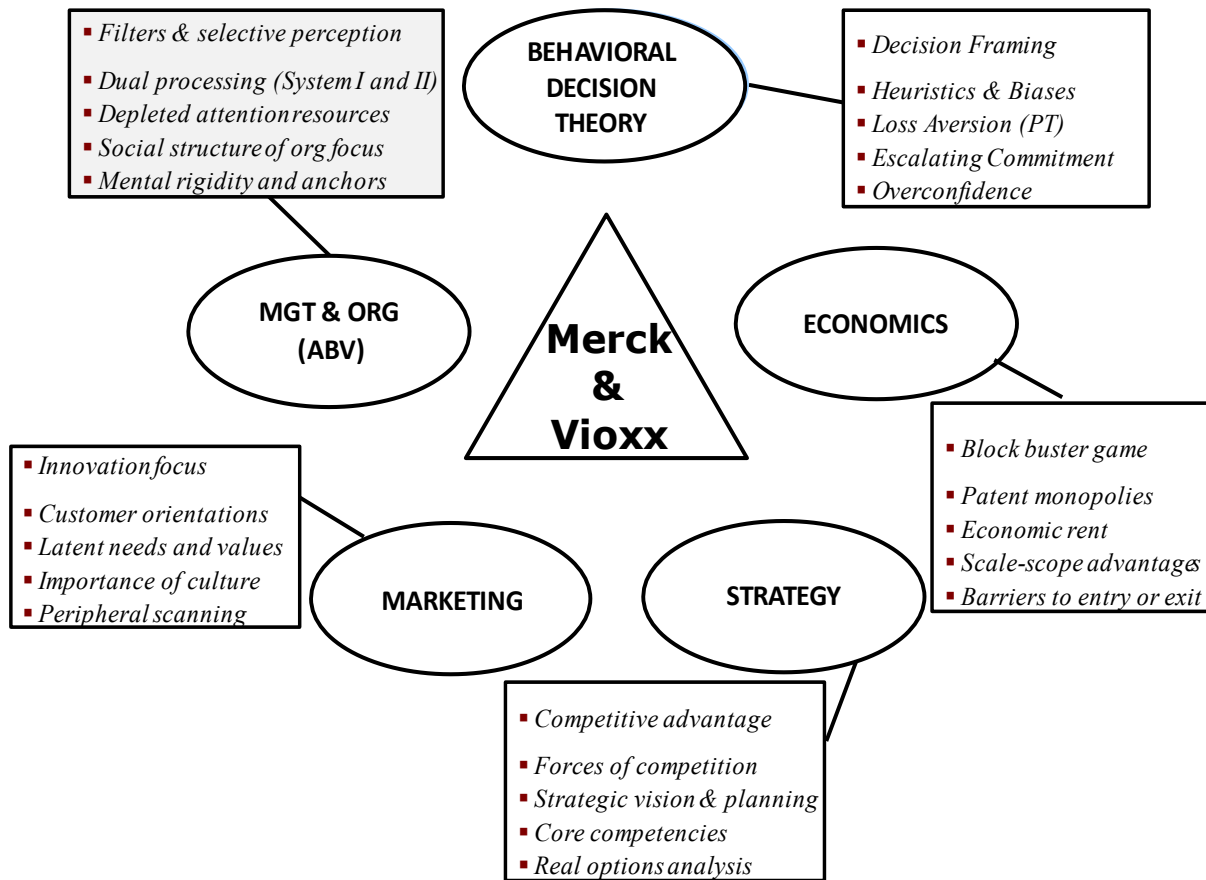 Filters & selective perception
Dual processing (System I and II)
Depleted attention resources
Social structure of org focus
Mental rigidity and anchors
BEHAVIORAL
DECISION
THEORY
Decision Framing
Heuristics & Biases
Loss Aversion (PT)
Escalating Commitment
Overconfidence
MGT & ORG
(ABV)
Merck
&
Vioxx
ECONOMICS
Block buster game
Patent monopolies
Economic rent
Scale-scope advantages
Barriers to entry or exit
Innovation focus
Customer orientations
Latent needs and values
Importance of culture
Peripheral scanning
MARKETING
STRATEGY
Competitive advantage
Forces of competition
Strategic vision & planning
Core competencies
Real options analysis